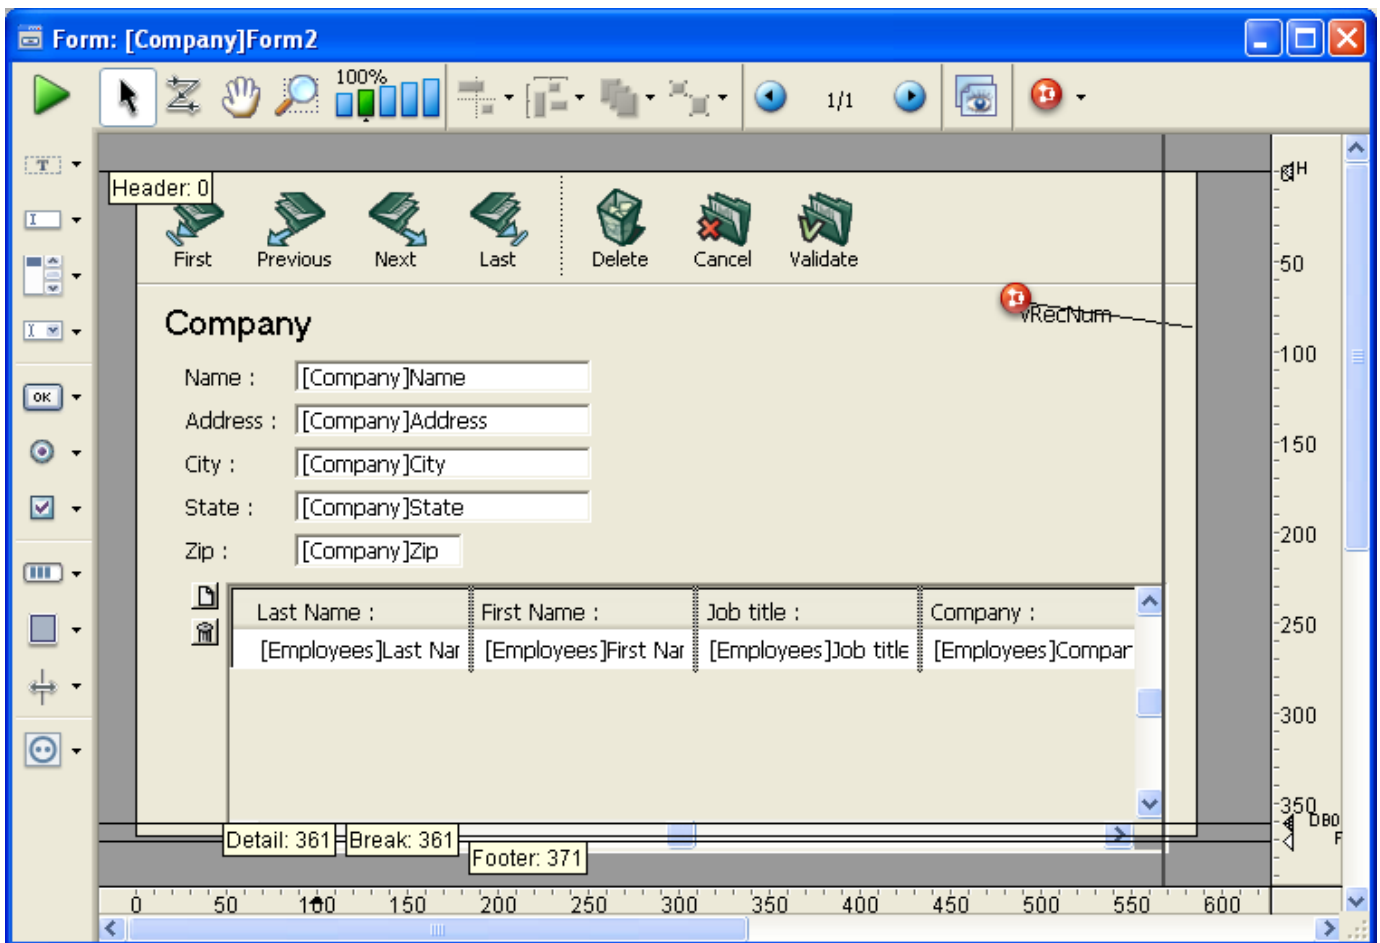 Form: [Company]Form2
100%
1/1
Header: 0
H
First Previous Next Last Delete Cancel Validate
50
Company
vRecNum
100
Name : [Company]Name
OK
Address : [Company]Address
150
City : [Company]City
State : [Company]State
200
Zip : [Company]Zip
Last Name : First Name : Job title : Company :
250
[Employees]Last Nar [Employees]First Nar [Employees]Job title [Employees]Compar
300
350
DBO
Detail: 361 Break: 361
F
Footer: 371
0 50 100 150 200 250 300 350 400 450 500 550 600